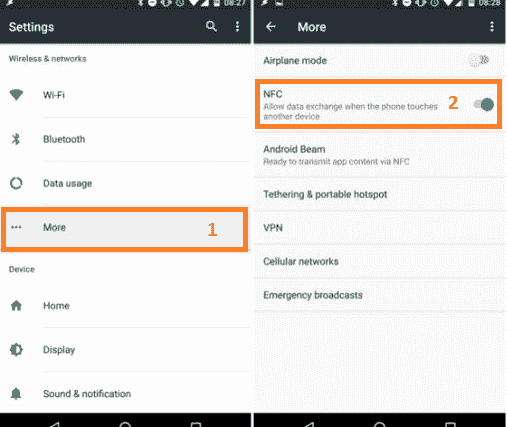 08:27
Settings
Wireless & networks
Wi-Fi
Bluetooth
Data usage
More
1
Device
Home
Display
Sound & notification
08:28
More
Airplane mode
NFC
Allow data exchange when the phone touches
another device
2
Android Beam
Ready to transmit app content via NFC
Tethering & portable hotspot
VPN
Cellular networks
Emergency broadcasts